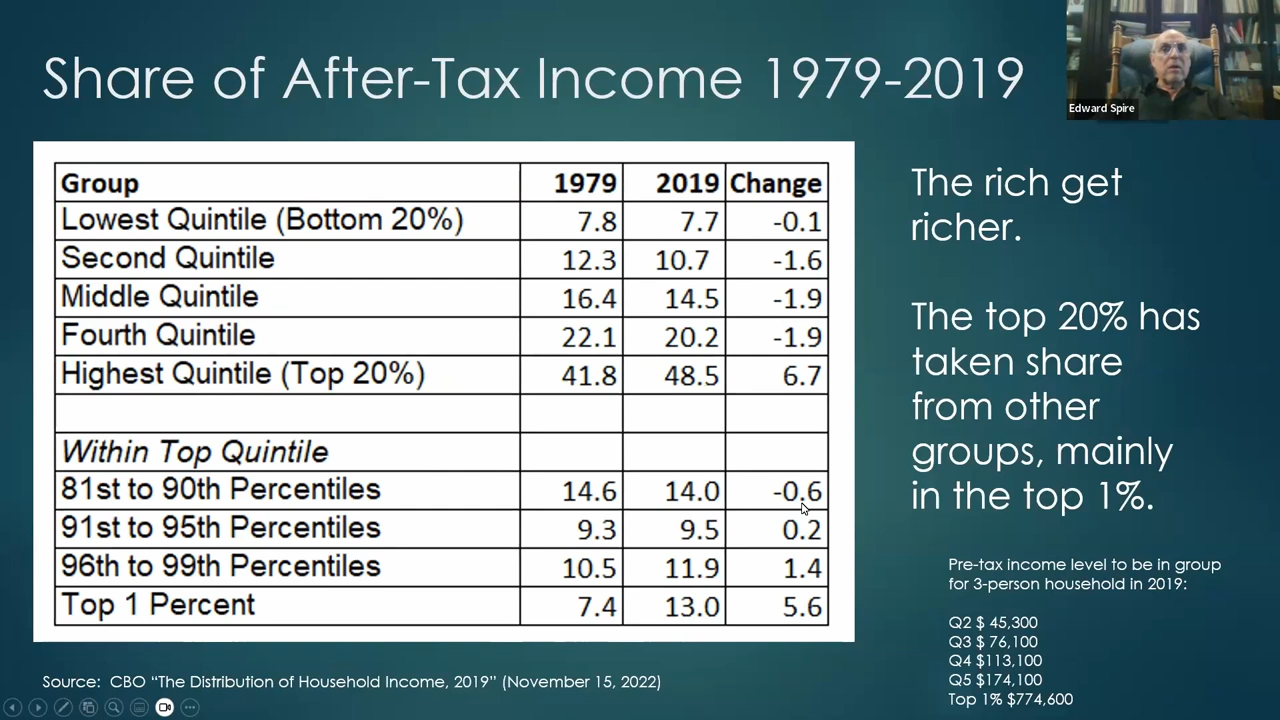 Share of After-Tax Income 1979-2019
Edward Spire
Group 1979 2019 Change
Lowest Quintile (Bottom 20%) 7.8 7.7 -0.1
Second Quintile 12.3 10.7 -1.6
Middle Quintile 16.4 14.5 -1.9
Fourth Quintile 22.1 20.2 -1.9
Highest Quintile (Top 20%) 41.8 48.5 6.7
Within Top Quintile
81st to 90th Percentiles 14.6 14.0 -0.6
91st to 95th Percentiles 9.3 9.5 0.2
96th to 99th Percentiles 10.5 11.9 1.4
Top 1 Percent 7.4 13.0 5.6
The rich get
richer.
The top 20% has
taken share
from other
groups, mainly
in the top 1%.
Pre-tax income level to be in group
for 3-person household in 2019:
Q2 $ 45,300
Q3 $ 76,100
Q4 $113,100
Q5 $174,100
Top 1% $774,600
Source: CBO “The Distribution of Household Income, 2019” (November 15, 2022)